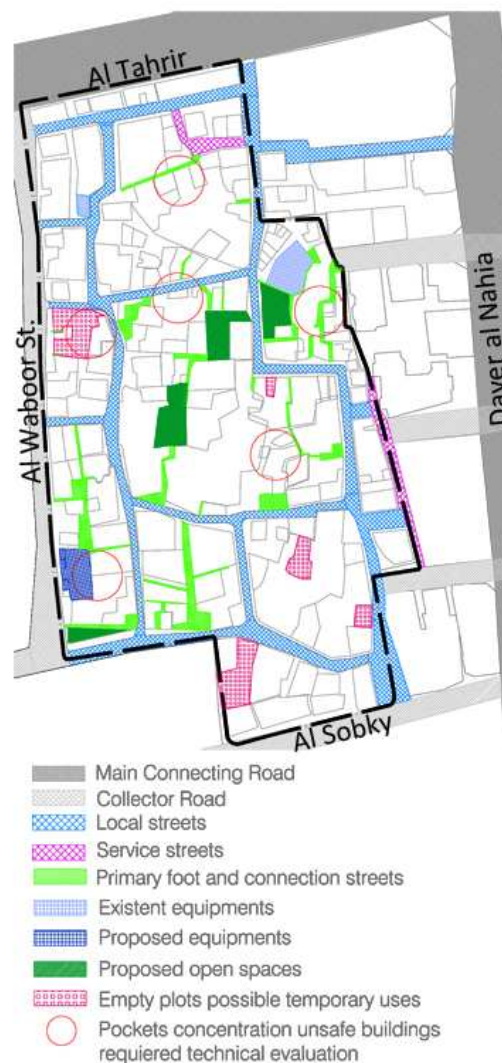 Al Tahrir
Al Waboor St.
Dayer al Nahia
Al Sobky
Main Connecting Road
Collector Road
Local streets
Service streets
Primary foot and connection streets
Existent equipments
Proposed equipments
Proposed open spaces
Empty plots possible temporary uses
Pockets concentration unsafe buildings
requiered technical evaluation